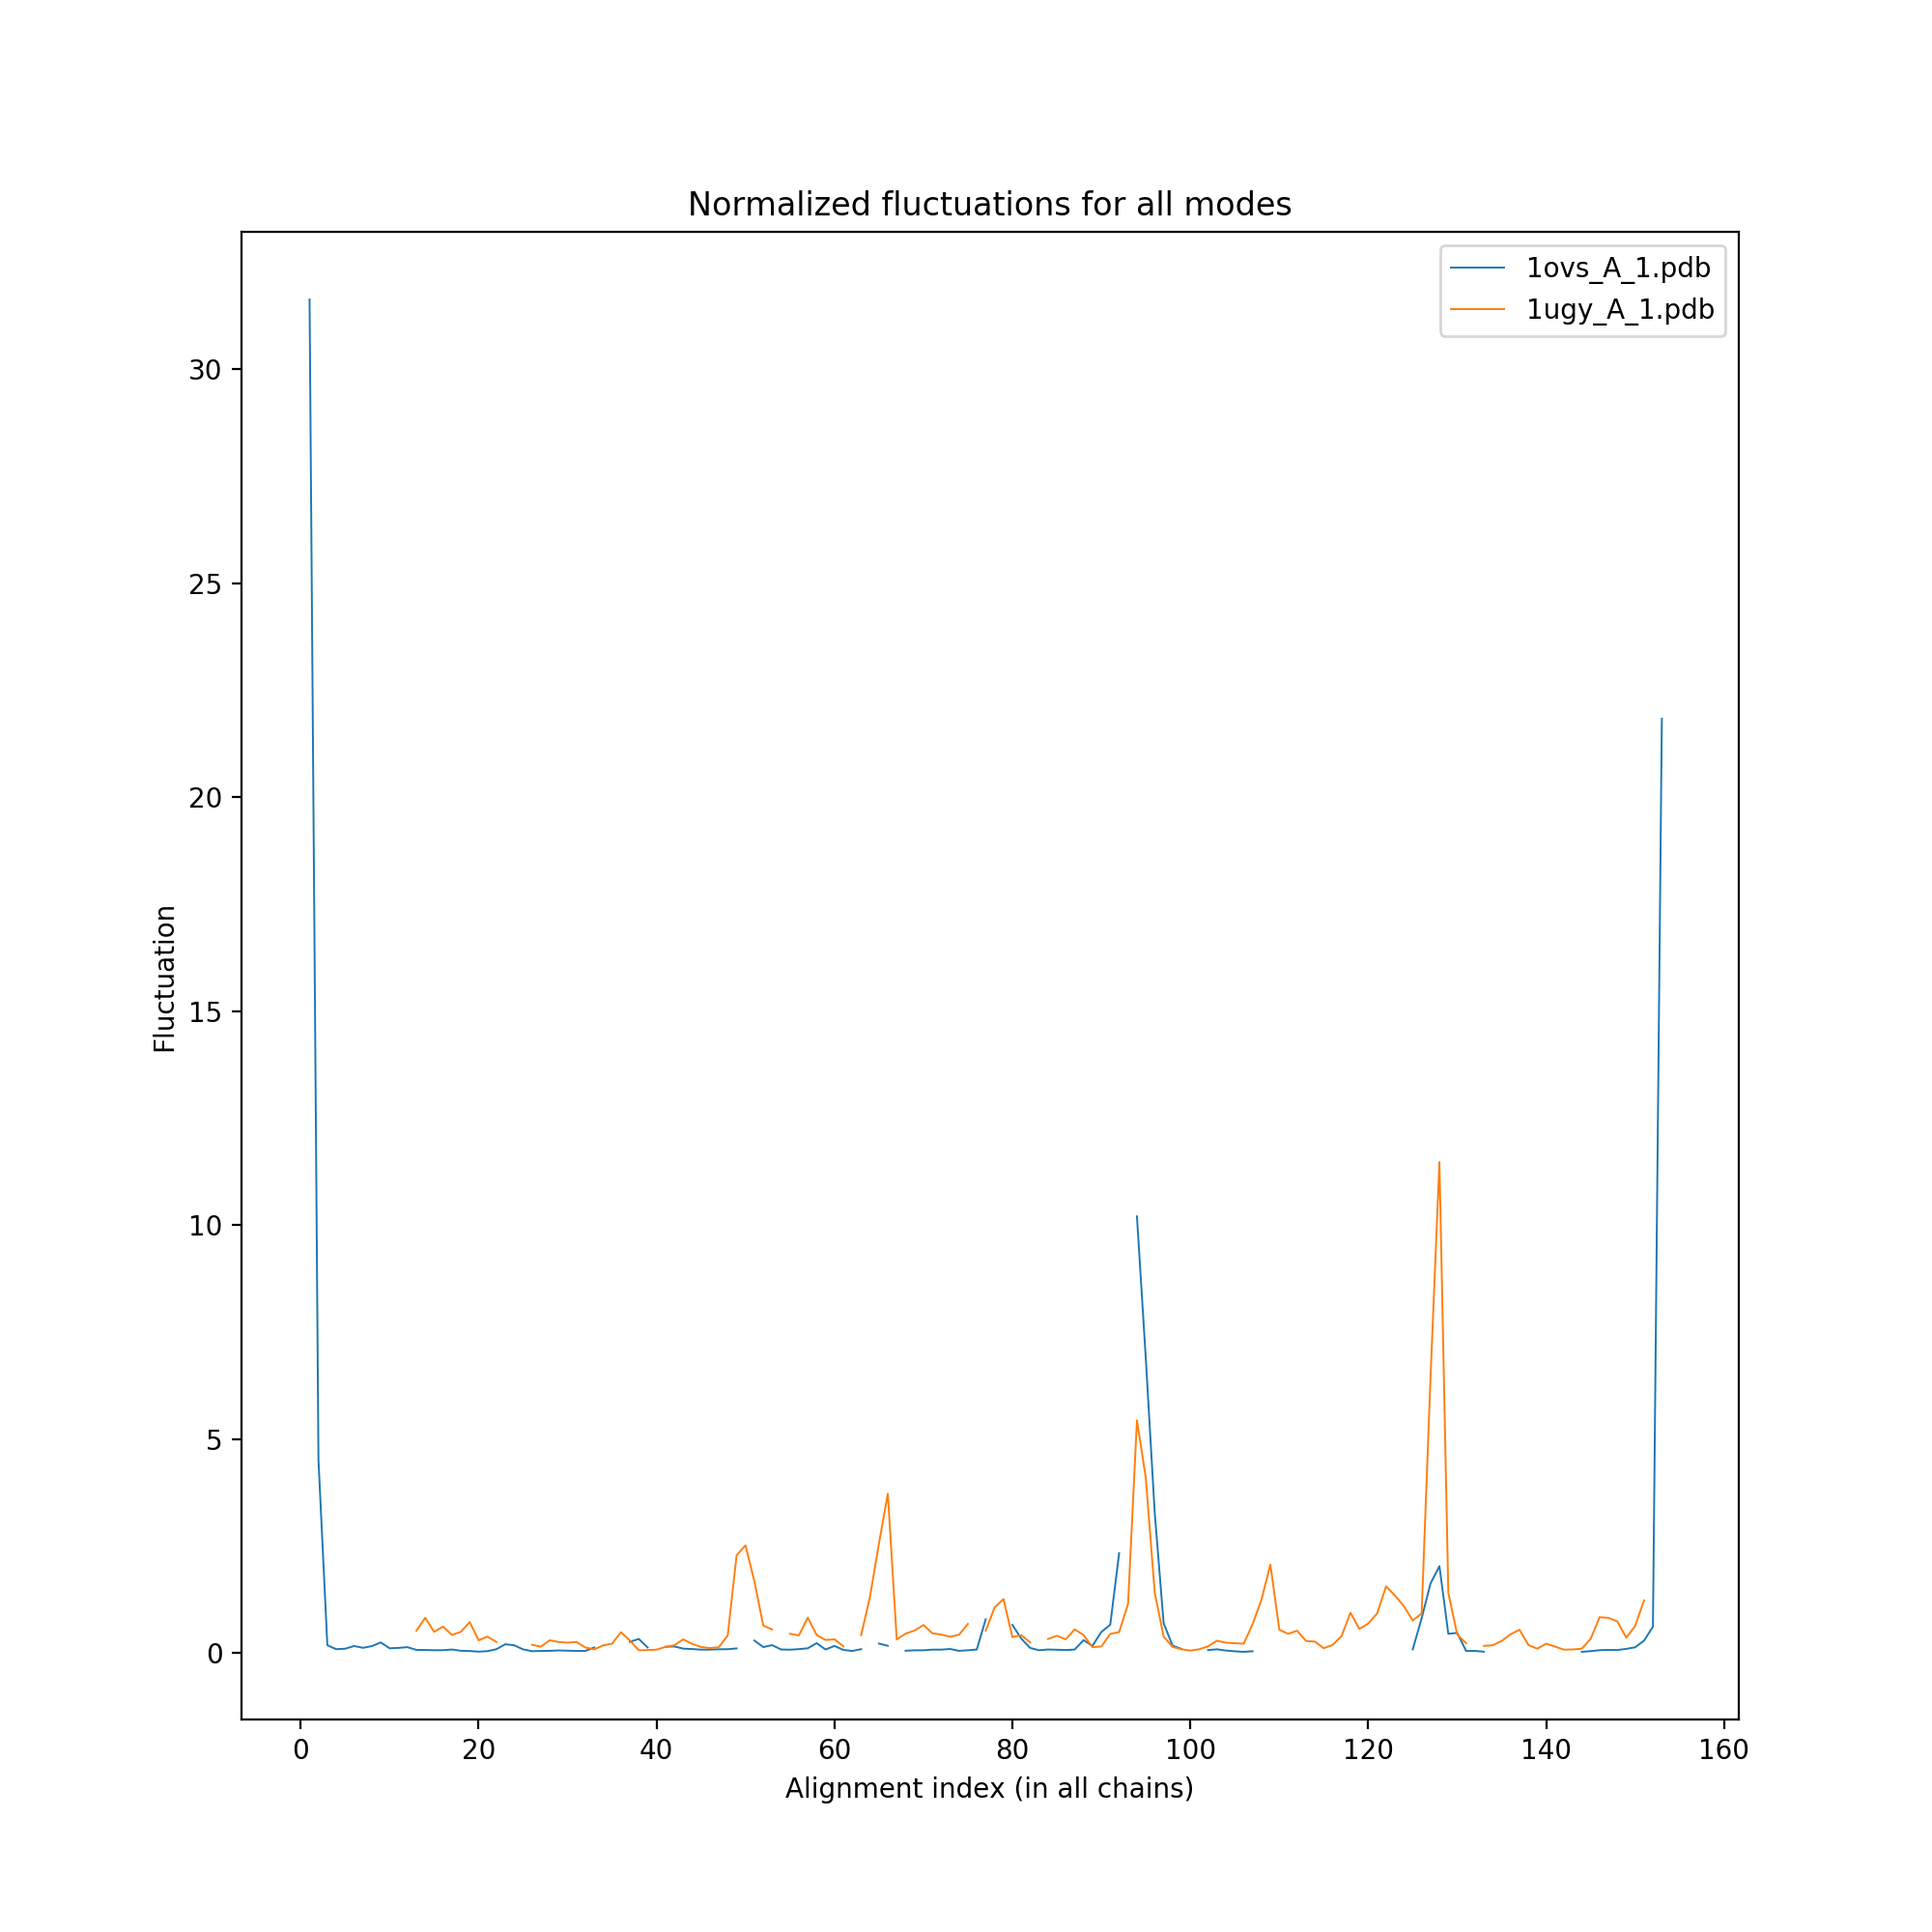 Normalized fluctuations for all modes
1ovs_A_1.pdb
1ugy_A_1.pdb
30
25
20
15
10
5
0
Fluctuation
0 20 40 60 80 100 120 140 160
Alignment index (in all chains)